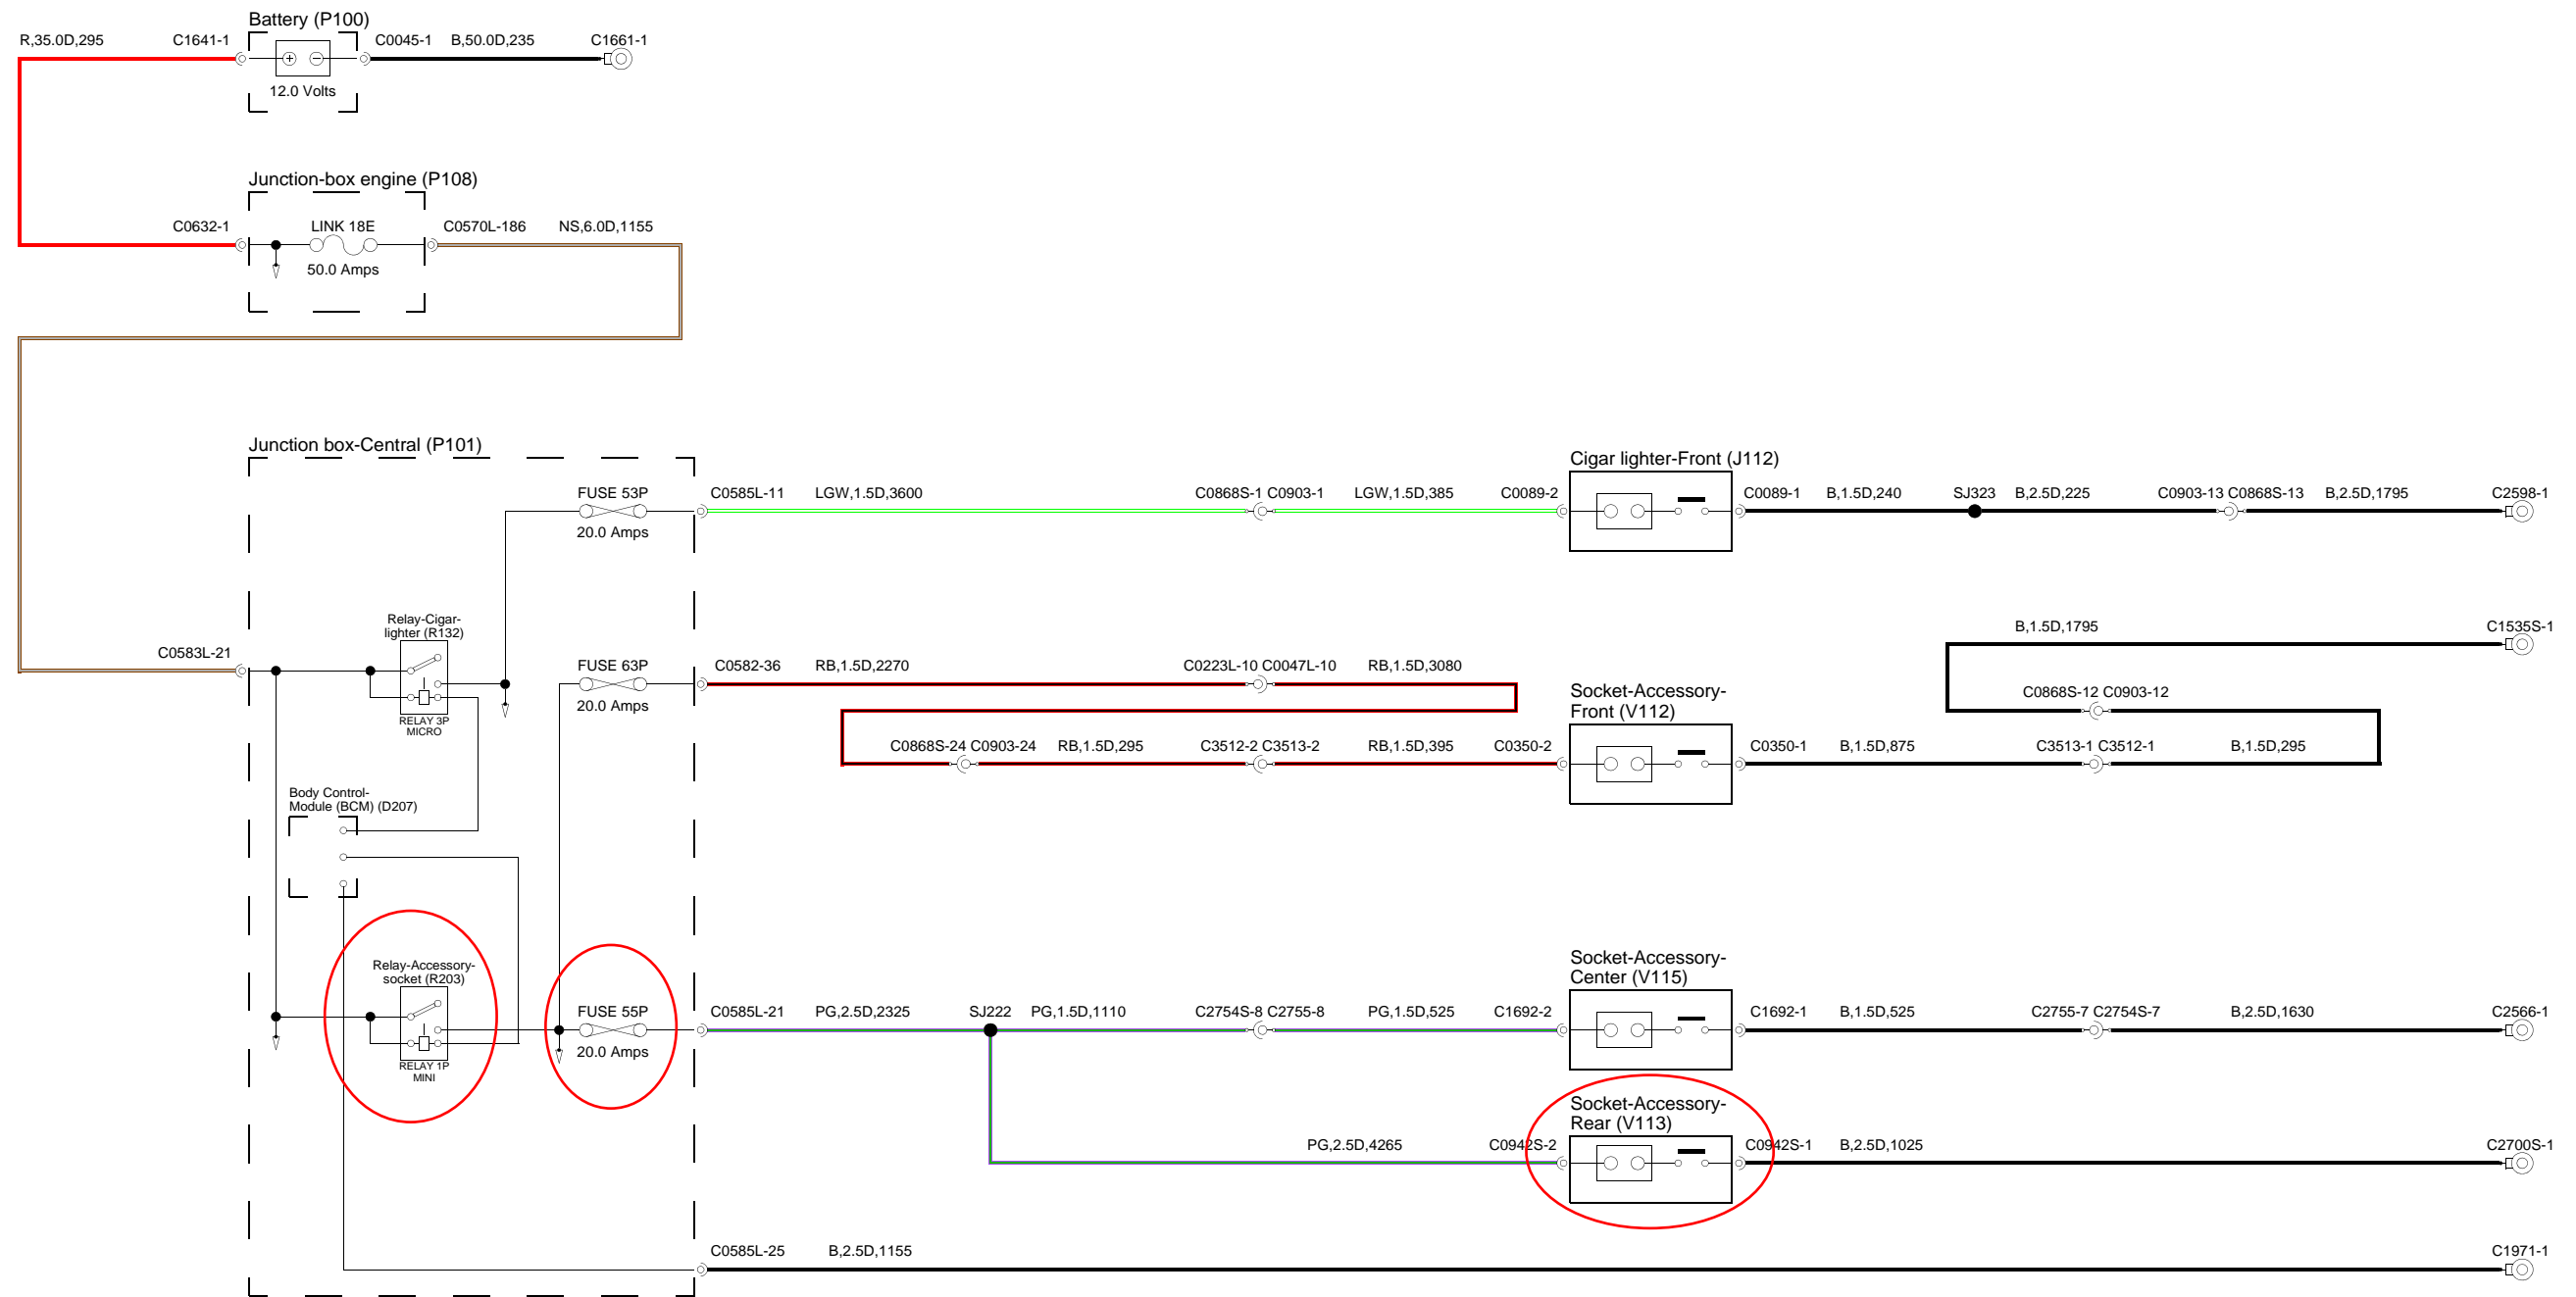 Battery (P100)
R,35.0D,295 C1641-1 C0045-1 B,50.0D,235 C1661-1
12.0 Volts
Junction-box engine (P108)
C0632-1 LINK 18E C0570L-186 NS,6.0D,1155
50.0 Amps
Junction box-Central (P101)
Cigar lighter-Front (J112)
FUSE 53P C0585L-11 LGW,1.5D,3600 C0868S-1 C0903-1 LGW,1.5D,385 C0089-2 C0089-1 B,1.5D,240 SJ323 B,2.5D,225 C0903-13 C0868S-13 B,2.5D,1795 C2598-1
20.0 Amps
Relay-Cigar-
lighter (R132)
B,1.5D,1795 C1535S-1
C0583L-21 FUSE 63P C0582-36 RB,1.5D,2270 C0223L-10 C0047L-10 RB,1.5D,3080
20.0 Amps
RELAY 3P
MICRO
Socket-Accessory-
Front (V112)
C0868S-12 C0903-12
C0868S-24 C0903-24 RB,1.5D,295 C3512-2 C3513-2 RB,1.5D,395 C0350-2 C0350-1 B,1.5D,875 C3513-1 C3512-1 B,1.5D,295
Body Control-
Module (BCM) (D207)
Relay-Accessory-
socket (R203)
Socket-Accessory-
Center (V115)
FUSE 55P C0585L-21 PG,2.5D,2325 SJ222 PG,1.5D,1110 C2754S-8 C2755-8 PG,1.5D,525 C1692-2 C1692-1 B,1.5D,525 C2755-7 C2754S-7 B,2.5D,1630 C2566-1
20.0 Amps
RELAY 1P
MINI
Socket-Accessory-
Rear (V113)
PG,2.5D,4265 C0942S-2 C0942S-1 B,2.5D,1025 C2700S-1
C0585L-25 B,2.5D,1155 C1971-1